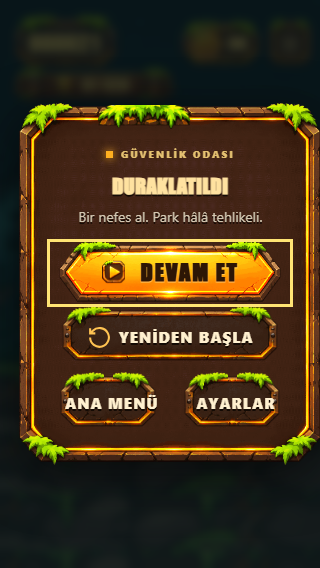 GÜVENLİK ODASI
DURAKLATILDI
Bir nefes al. Park hâlâ tehlikeli.
DEVAM ET
YENİDEN BAŞLA
ANA MENÜ
AYARLAR